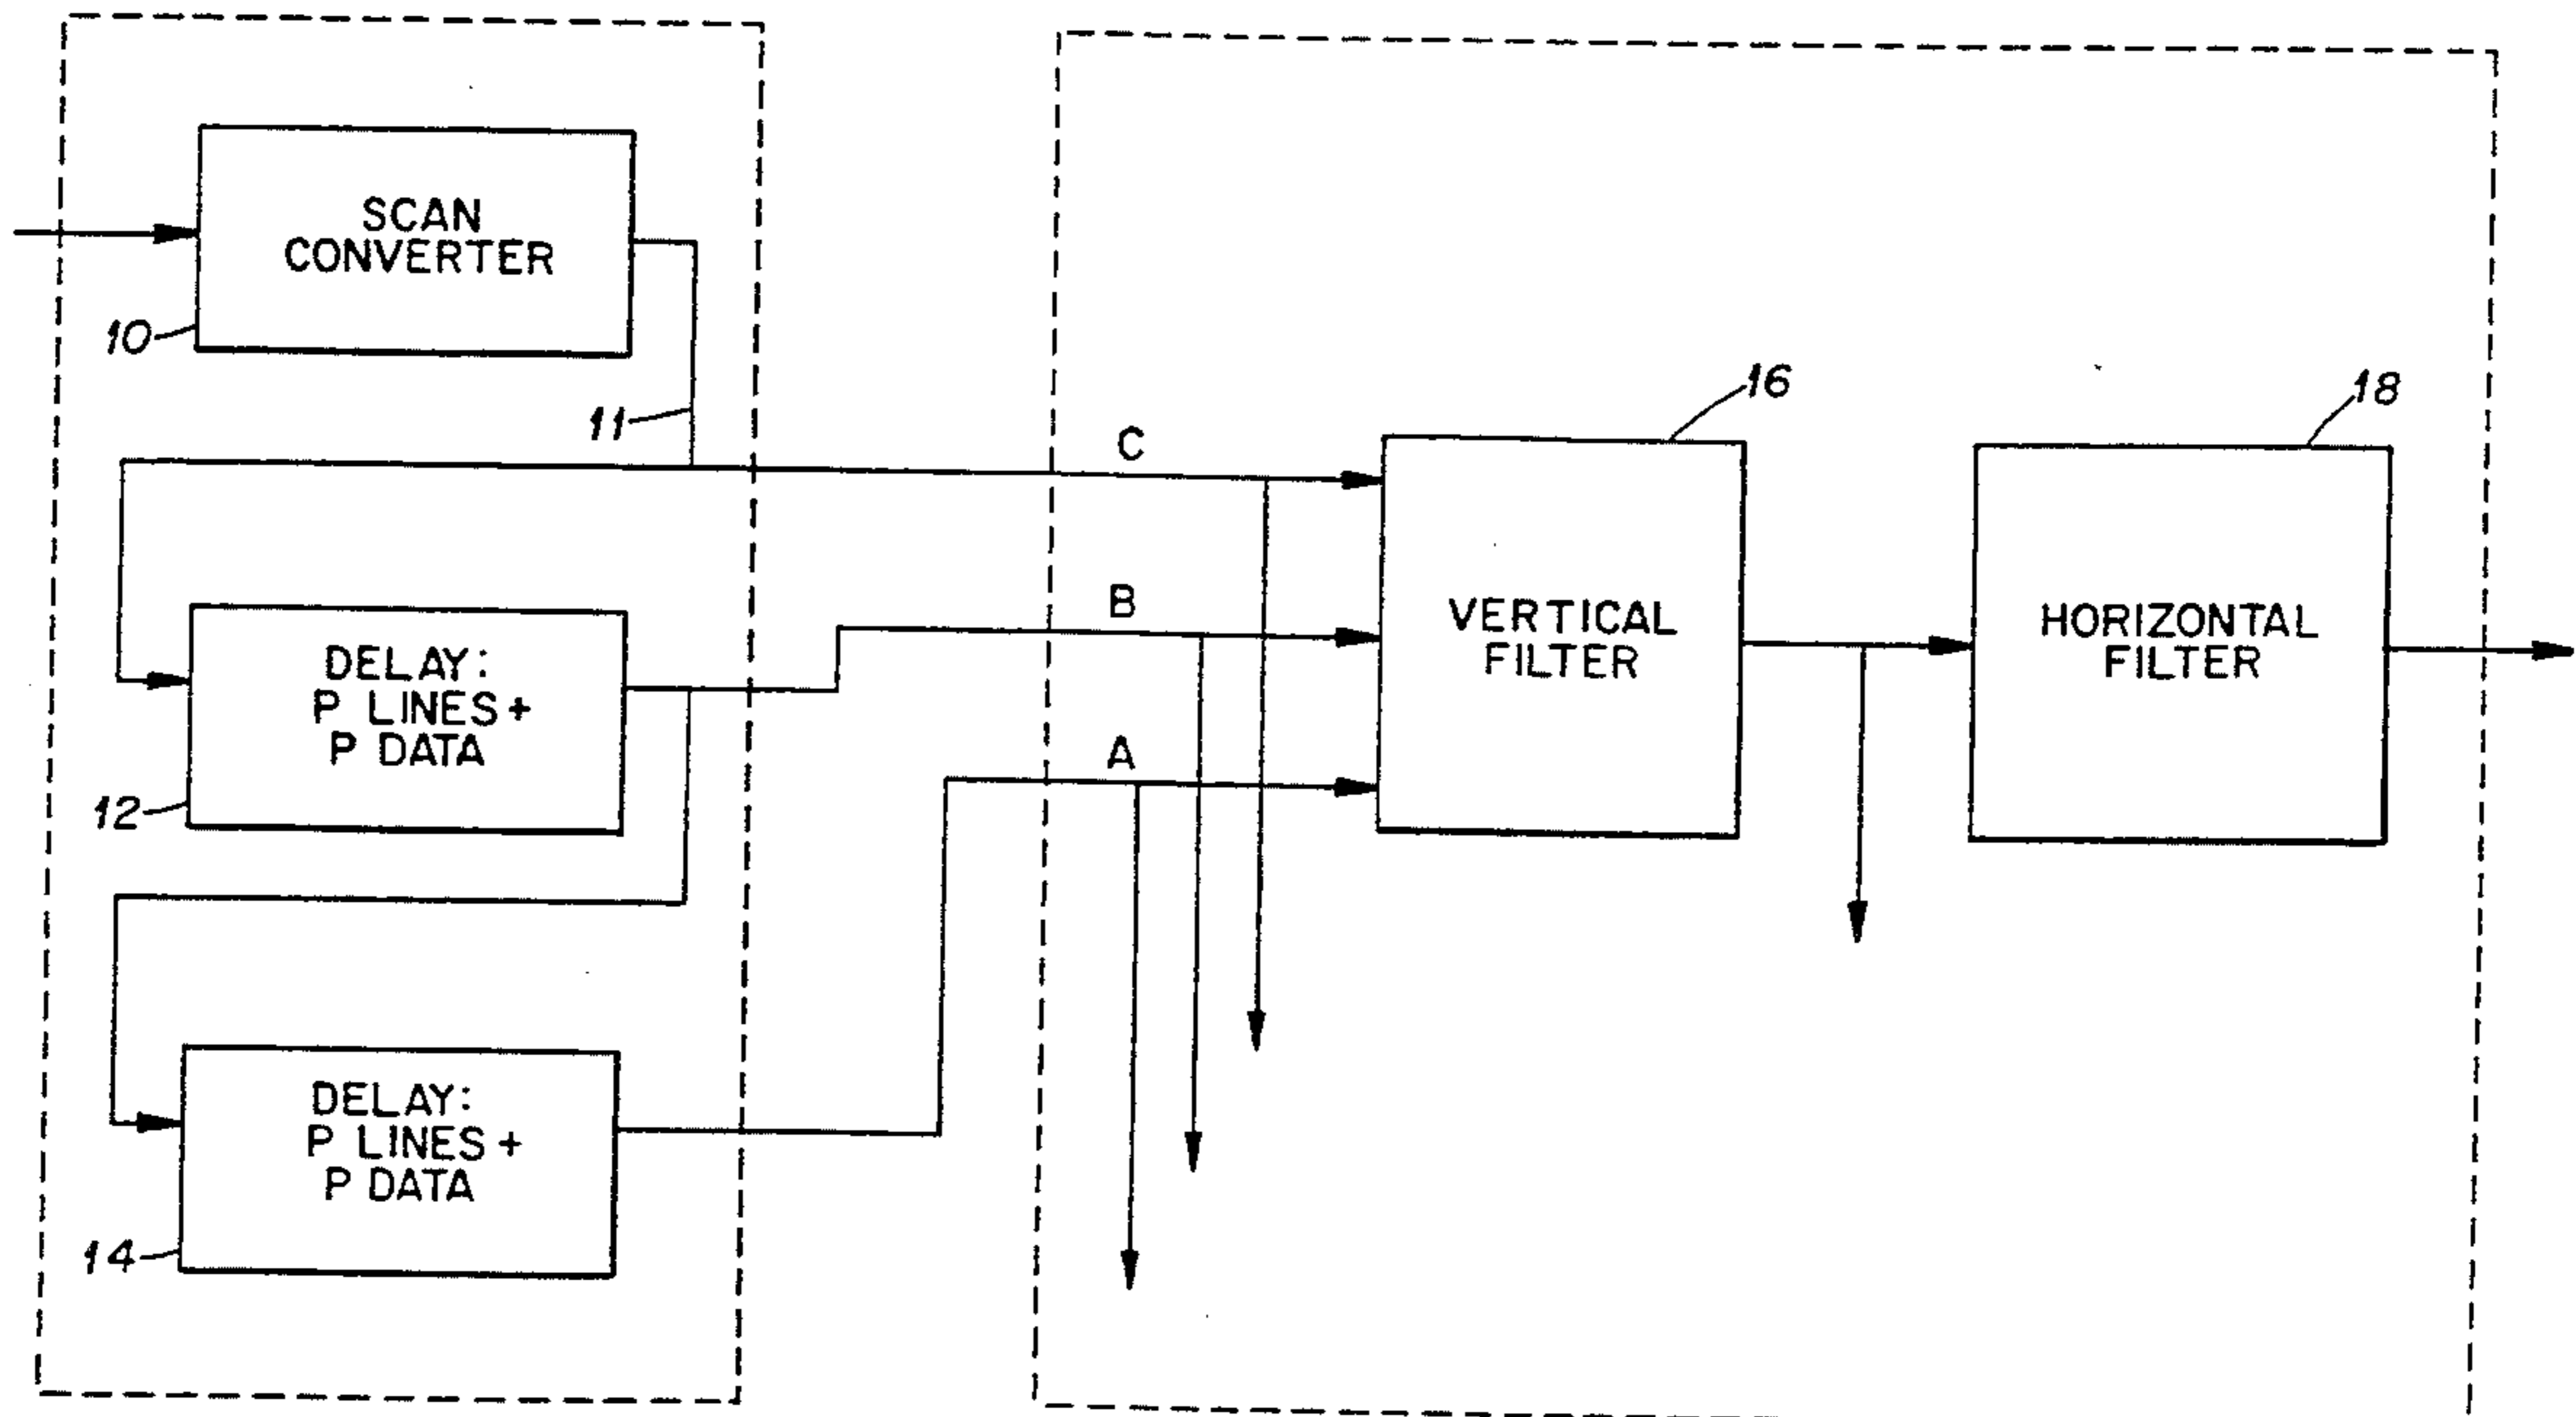 SCAN
CONVERTER
10
11
C
16
18
B
VERTICAL
FILTER
HORIZONTAL
FILTER
DELAY:
P LINES +
P DATA
12
A
DELAY:
P LINES +
P DATA
14